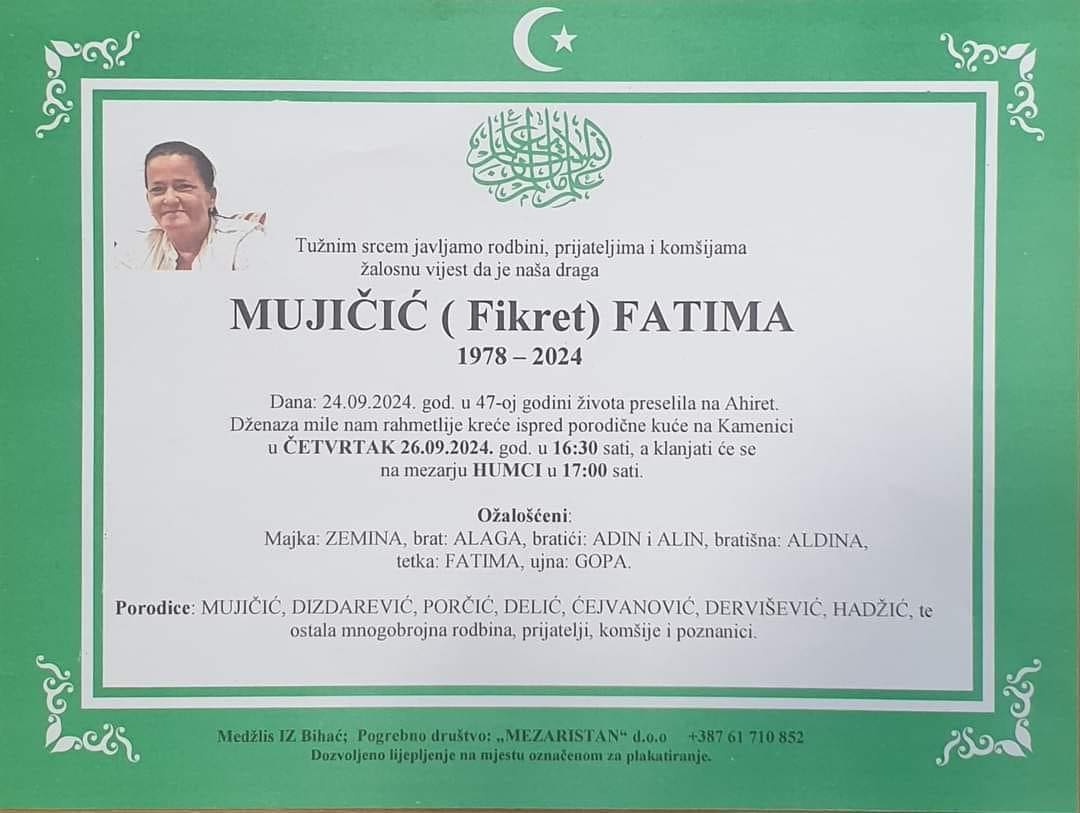 Tužnim srcem javljamo rodbini, prijateljima i komšijama
žalosnu vijest da je naša draga
MUJIČIĆ ( Fikret) FATIMA
1978 – 2024
Dana: 24.09.2024. god. u 47-oj godini života preselila na Ahiret.
Dženaza mile nam rahmetlije kreće ispred porodične kuće na Kamenici
u ČETVRTAK 26.09.2024. god. u 16:30 sati, a klanjati će se
na mezarju HUMCI u 17:00 sati.
Ožalošćeni:
Majka: ZEMINA, brat: ALAGA, bratići: ADIN i ALIN, bratišna: ALDINA,
tetka: FATIMA, ujna: GOPA.
Porodice: MUJIČIĆ, DIZDAREVIĆ, PORČIĆ, DELIĆ, ĆEJVANOVIĆ, DERVIŠEVIĆ, HADŽIĆ, te
ostala mnogobrojna rodbina, prijatelji, komšije i poznanici.
Medžlis IZ Bihać; Pogrebno društvo: „MEZARISTAN“ d.o.o +387 61 710 852
Dozvoljeno lijepljenje na mjestu označenom za plakatiranje.